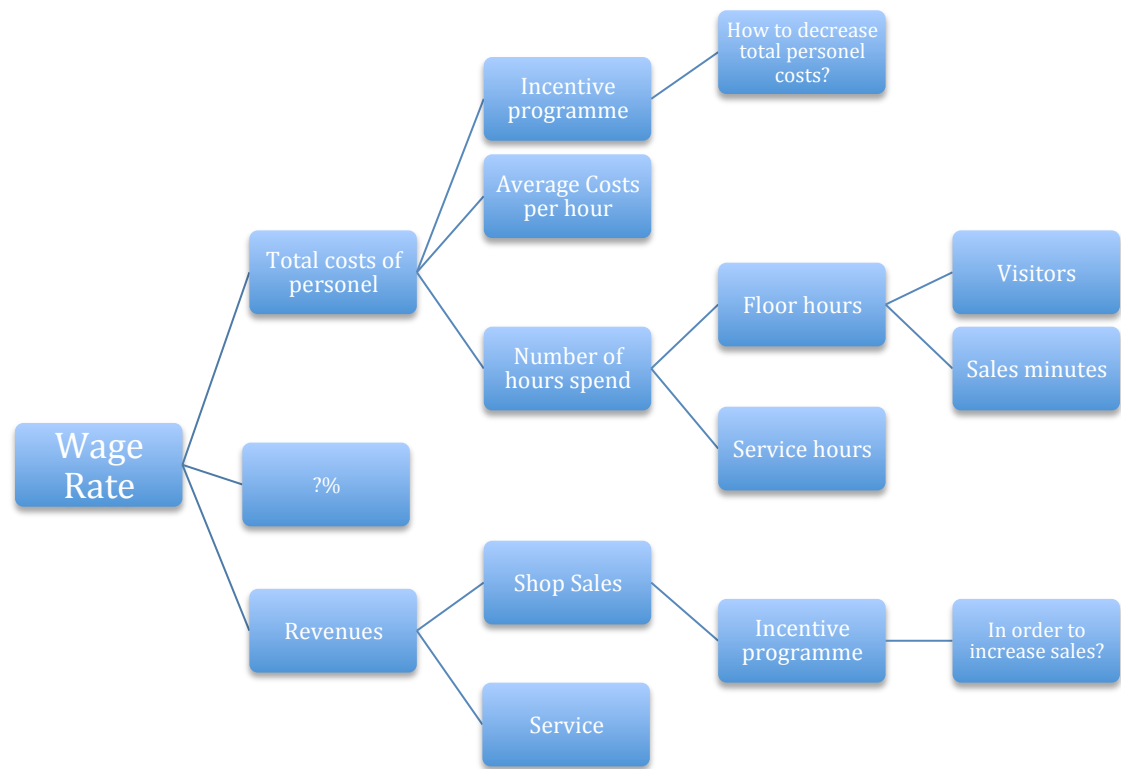 How to decrease
total personel
costs?
Incentive
programme
Average Costs
per hour
Total costs of
personel
Visitors
Floor hours
Number of
hours spend
Sales minutes
Service hours
Wage
Rate
?%
Shop Sales
Revenues
Incentive
programme
In order to
increase sales?
Service